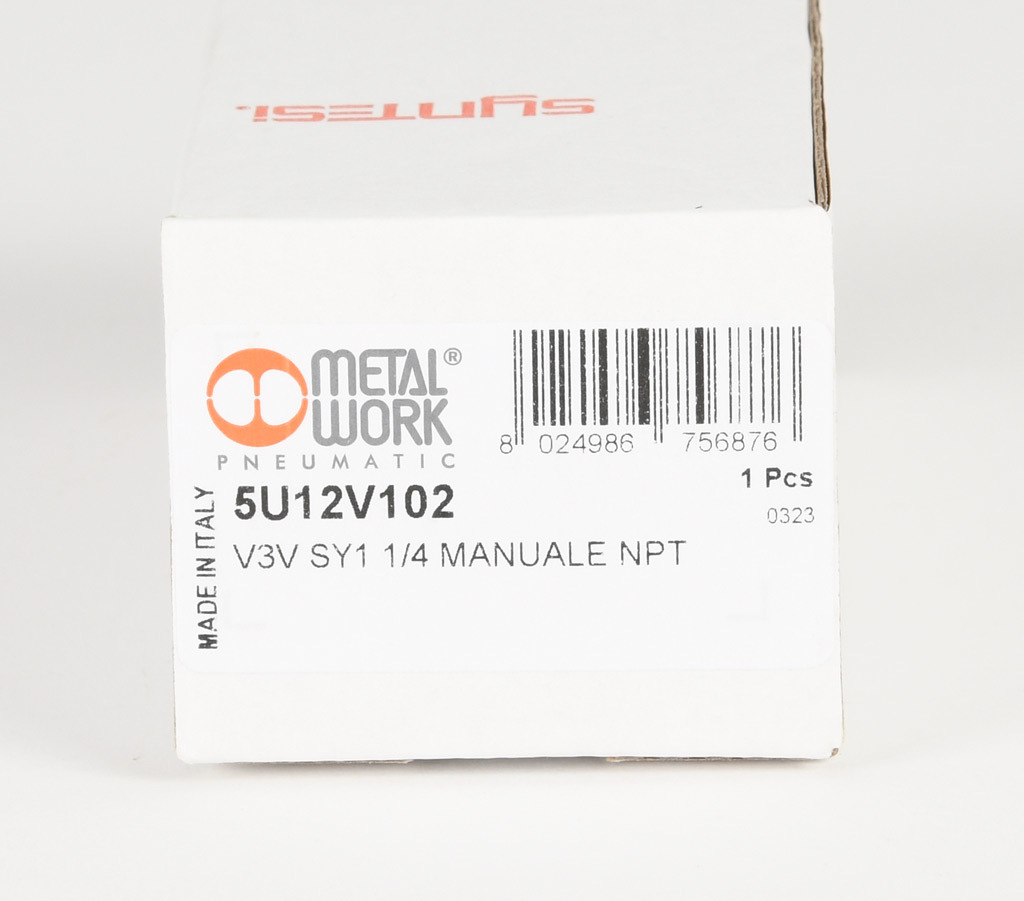 SYNTESI
METAL®
WORK
PNEUMATIC
8 024986 756876
1 Pcs
0323
5U12V102
V3V SY1 1/4 MANUALE NPT
MADE IN ITALY